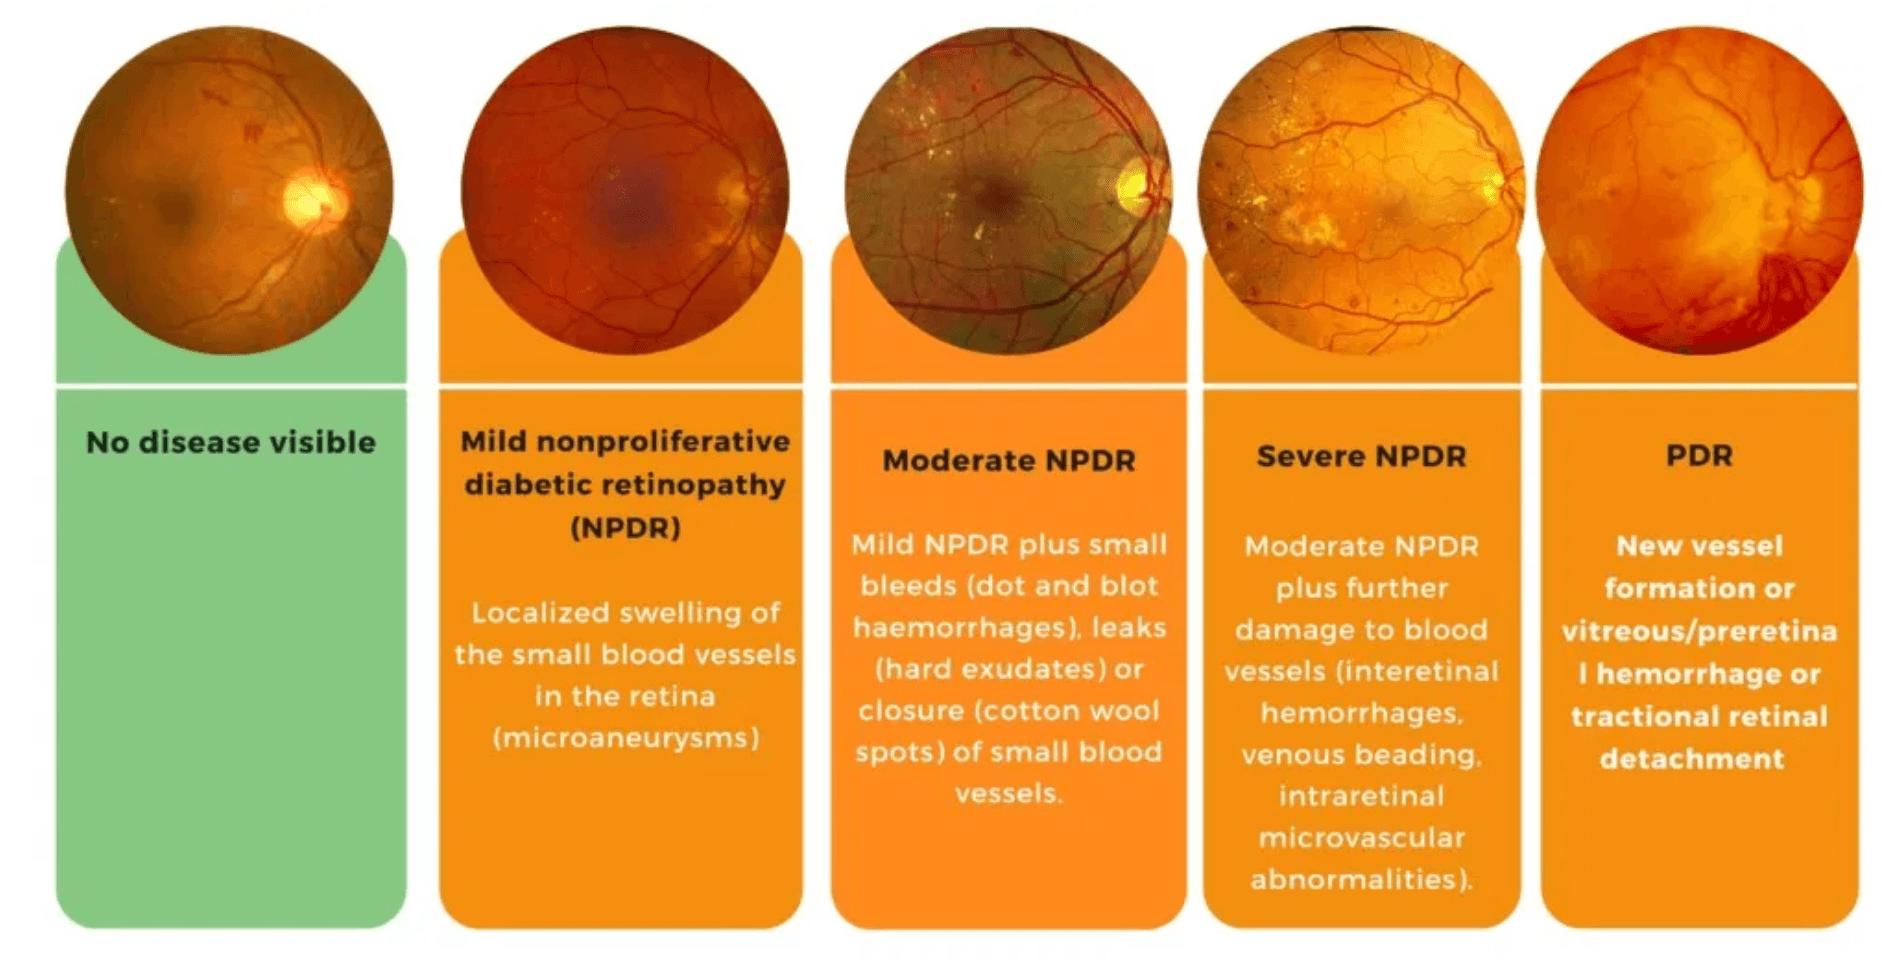 No disease visible
Mild nonproliferative
diabetic retinopathy
(NPDR)
Localized swelling of
the small blood vessels
in the retina
(microaneurysms)
Moderate NPDR
Mild NPDR plus small
bleeds (dot and blot
haemorrhages), leaks
(hard exudates) or
closure (cotton wool
spots) of small blood
vessels.
Severe NPDR
Moderate NPDR
plus further
damage to blood
vessels (interetinal
hemorrhages,
venous beading,
intraretinal
microvascular
abnormalities).
PDR
New vessel
formation or
vitreous/preretina
l hemorrhage or
tractional retinal
detachment